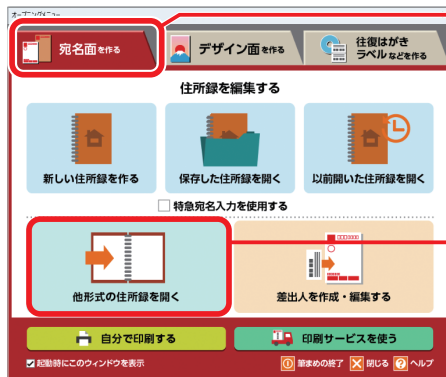 オープニングメニュー
宛名面を作る
デザイン面を作る
往復はがき
ラベルなどを作る
住所録を編集する
新しい住所録を作る
保存した住所録を開く
以前開いた住所録を開く
特急宛名入力を使用する
他形式の住所録を開く
差出人を作成・編集する
自分で印刷する
印刷サービスを使う
起動時にこのウィンドウを表示
筆まめの終了
閉じる
ヘルプ